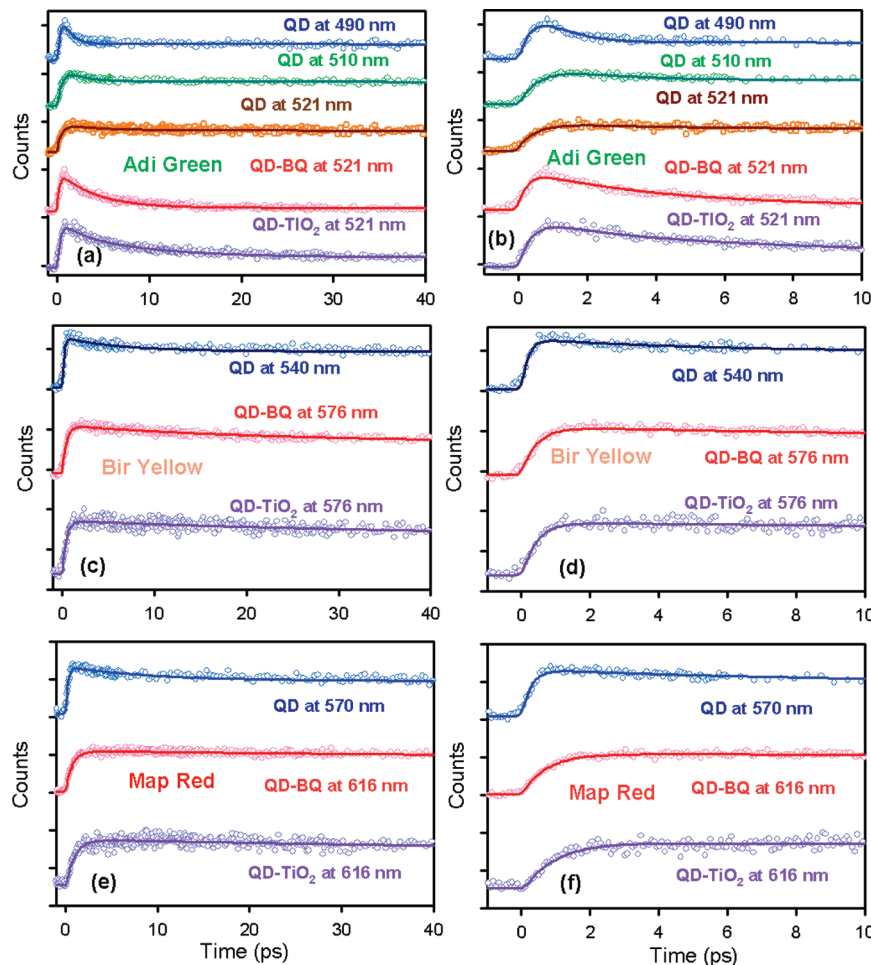 QD at 490 nm
QD at 510 nm
QD at 521 nm
Adi Green
QD-BQ at 521 nm
QD-TIO2 at 521 nm
(a)
Counts
0 10 20 30 40
QD at 490 nm
QD at 510 nm
QD at 521 nm
Adi Green
QD-BQ at 521 nm
QD-TIO2 at 521 nm
(b)
Counts
0 2 4 6 8 10
QD at 540 nm
QD-BQ at 576 nm
Bir Yellow
QD-TiO2 at 576 nm
(c)
Counts
0 10 20 30 40
QD at 540 nm
Bir Yellow
QD-BQ at 576 nm
QD-TiO2 at 576 nm
(d)
Counts
0 2 4 6 8 10
QD at 570 nm
Map Red
QD-BQ at 616 nm
QD-TiO2 at 616 nm
(e)
Counts
0 10 20 30 40
Time (ps)
QD at 570 nm
Map Red
QD-BQ at 616 nm
QD-TiO2 at 616 nm
(f)
Counts
0 2 4 6 8 10
Time (ps)